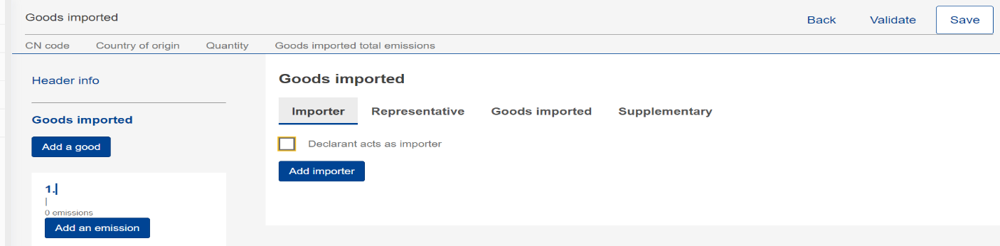 Goods imported
Back Validate Save
CN code Country of origin Quantity Goods imported total emissions
Header info
Goods imported
Add a good
1.
0 emissions
Add an emission
Goods imported
Importer Representative Goods imported Supplementary
Declarant acts as importer
Add importer